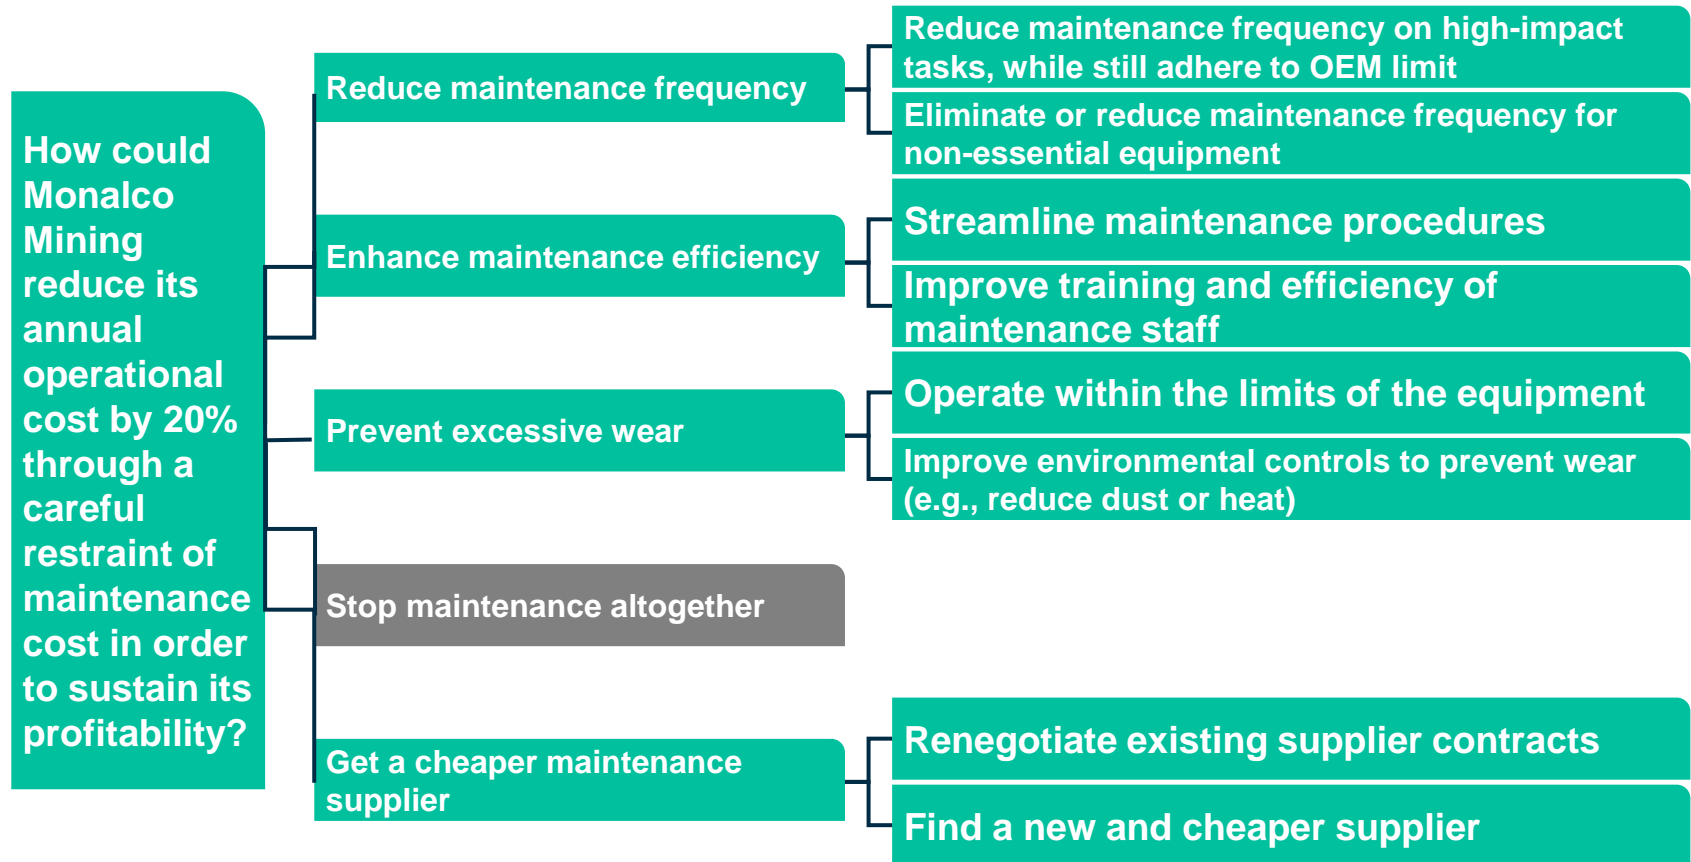 How could
Monalco
Mining
reduce its
annual
operational
cost by 20%
through a
careful
restraint of
maintenance
cost in order
to sustain its
profitability?
Reduce maintenance frequency
Reduce maintenance frequency on high-impact
tasks, while still adhere to OEM limit
Eliminate or reduce maintenance frequency for
non-essential equipment
Enhance maintenance efficiency
Streamline maintenance procedures
Improve training and efficiency of
maintenance staff
Prevent excessive wear
Operate within the limits of the equipment
Improve environmental controls to prevent wear
(e.g., reduce dust or heat)
Stop maintenance altogether
Get a cheaper maintenance
supplier
Renegotiate existing supplier contracts
Find a new and cheaper supplier